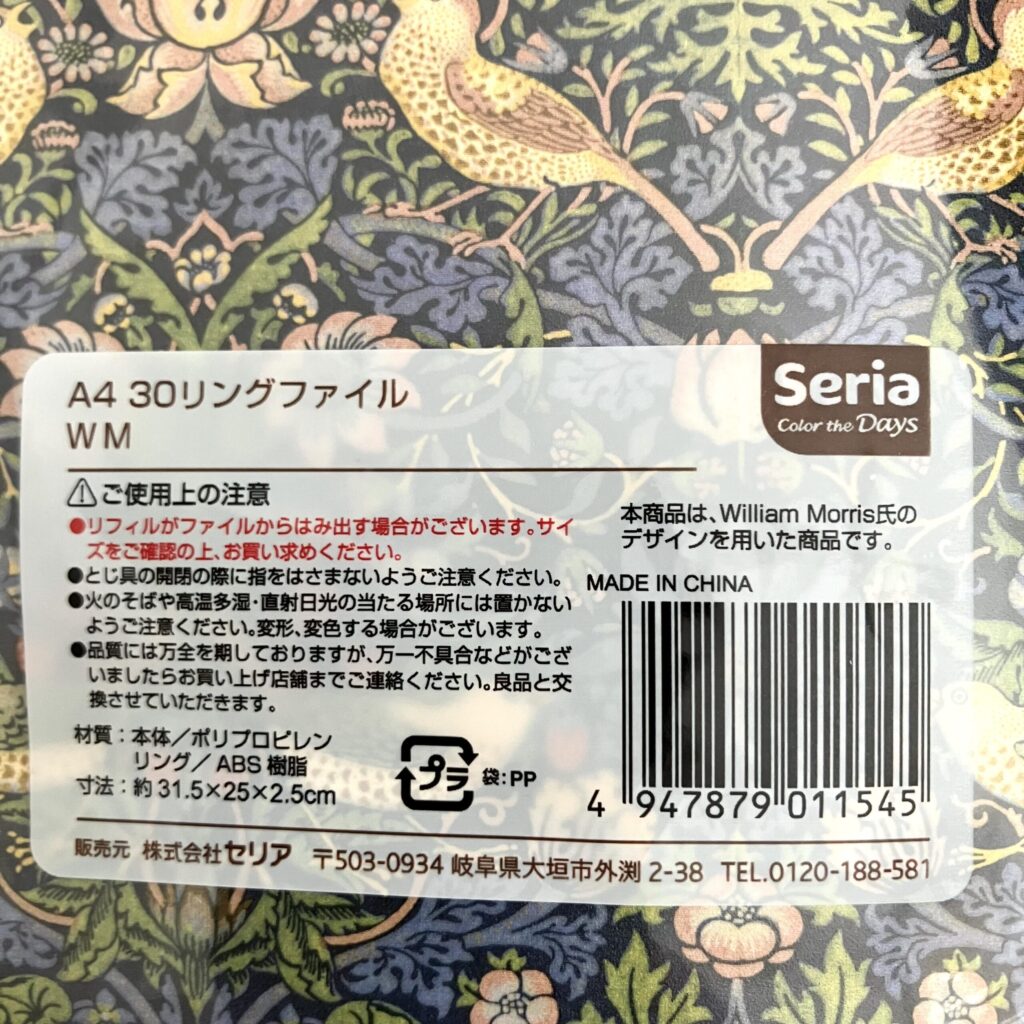 A4 30リングファイル
WM
Seria
Color the Days
⚠ご使用上の注意
●リフィルがファイルからはみ出す場合がございます。サイ
ズをご確認の上、お買い求めください。
●とじ具の開閉の際に指をはさまないようご注意ください。
●火のそばや高温多湿・直射日光の当たる場所には置かない
ようご注意ください。変形、変色する場合がございます。
●品質には万全を期しておりますが、万一不具合などがござ
いましたらお買い上げ店舗までご連絡ください。良品と交
換させていただきます。
材質：本体／ポリプロピレン
リング／ABS樹脂
寸法：約31.5×25×2.5cm
プラ 袋：PP
本商品は、William Morris氏の
デザインを用いた商品です。
MADE IN CHINA
4 947879 011545
販売元 株式会社セリア 〒503-0934 岐阜県大垣市外渕 2-38 TEL.0120-188-581